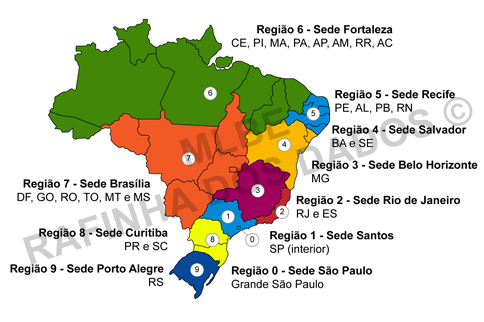 Região 6 - Sede Fortaleza
CE, PI, MA, PA, AP, AM, RR, AC
6
Região 5 - Sede Recife
PE, AL, PB, RN
5
Região 4 - Sede Salvador
BA e SE
4
Região 3 - Sede Belo Horizonte
MG
3
7
Região 7 - Sede Brasília
DF, GO, RO, TO, MT e MS
Região 2 - Sede Rio de Janeiro
RJ e ES
2
1
Região 8 - Sede Curitiba
PR e SC
8
0
Região 1 - Sede Santos
SP (interior)
Região 9 - Sede Porto Alegre
RS
9
Região 0 - Sede São Paulo
Grande São Paulo
MLBE
RAFINHA DOS DADOS ©